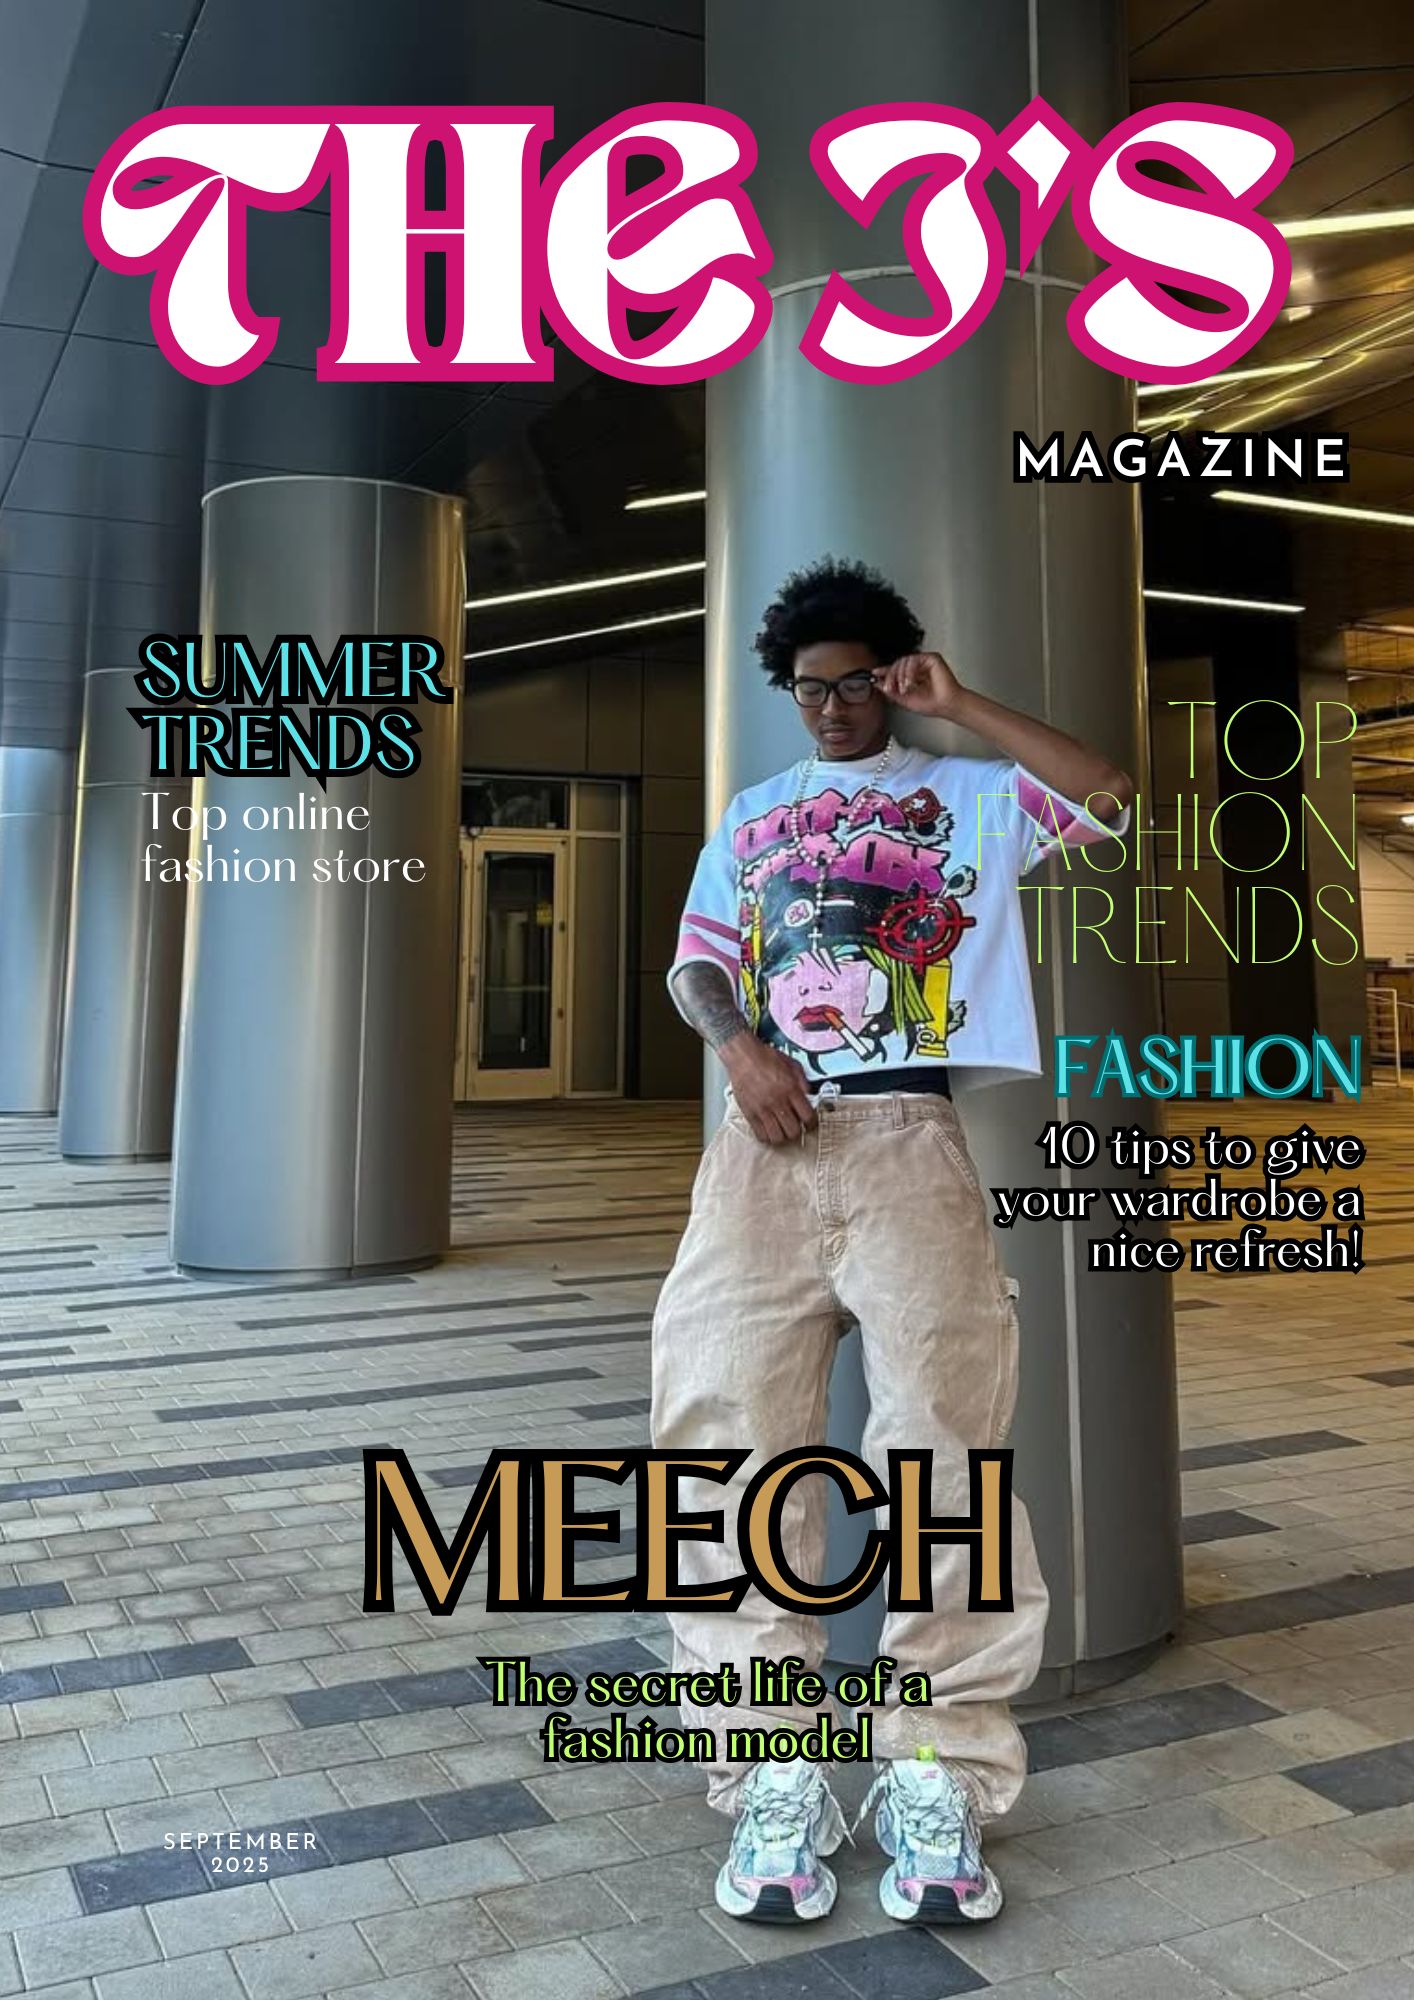 THE J'S
MAGAZINE
SUMMER
TRENDS
Top online
fashion store
TOP
FASHION
TRENDS
FASHION
10 tips to give
your wardrobe a
nice refresh!
MEECH
The secret life of a
fashion model
SEPTEMBER
2025